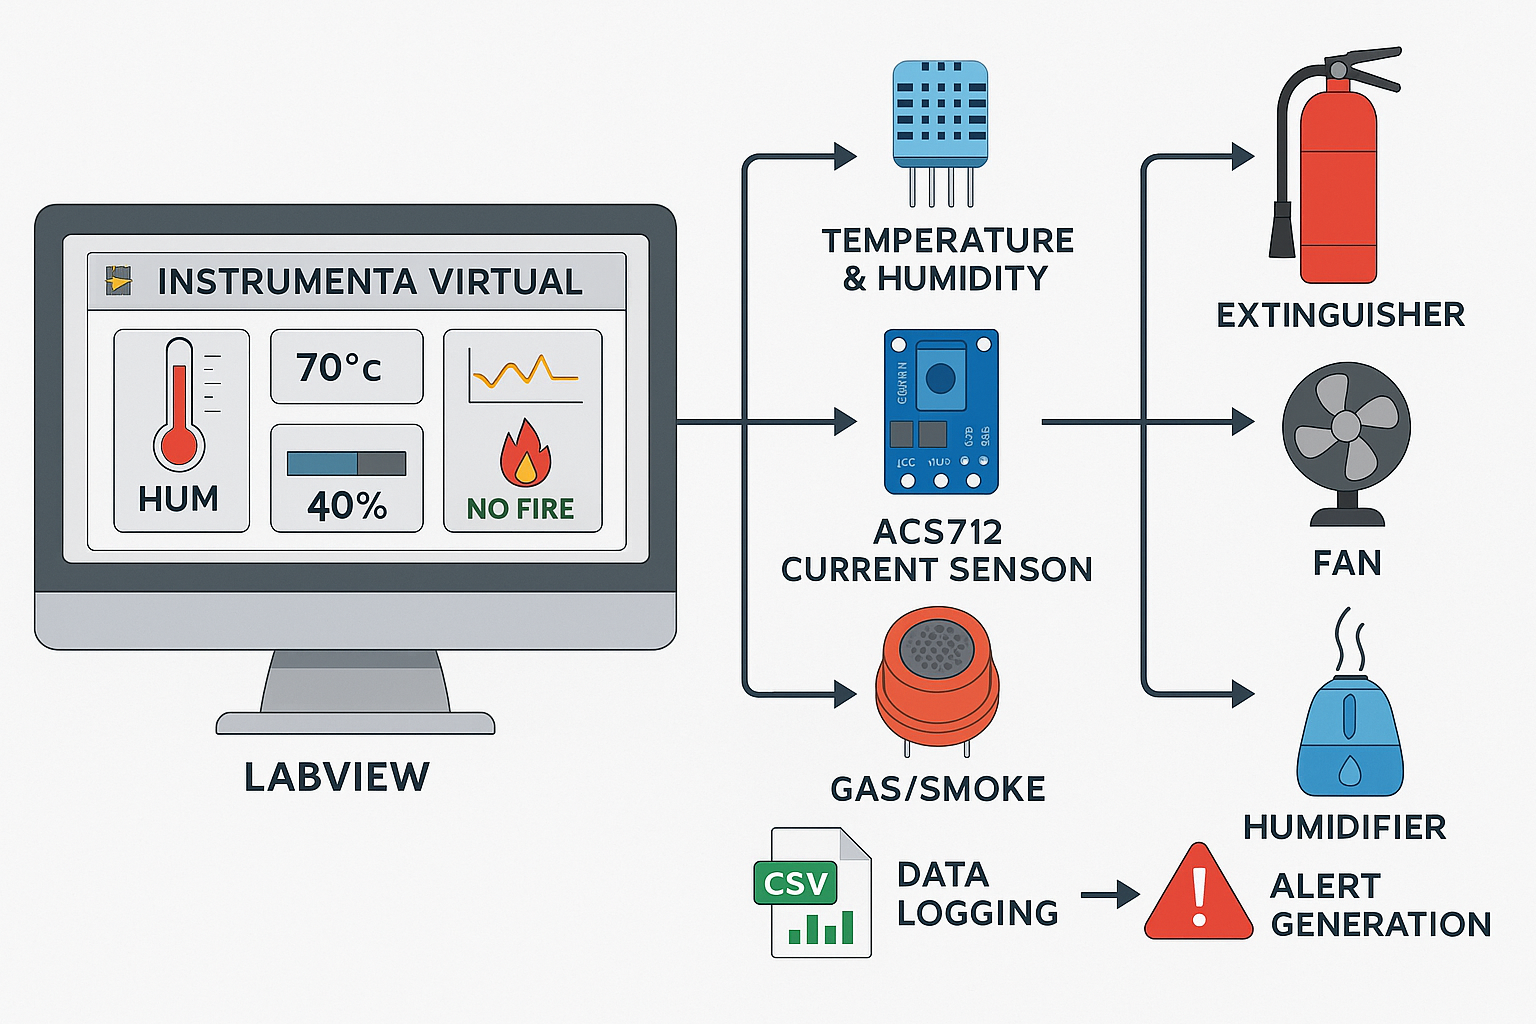 INSTRUMENTA VIRTUAL
HUM
70°c
40%
NO FIRE
LABVIEW
TEMPERATURE
& HUMIDITY
ACS712
CURRENT SENSON
GAS/SMOKE
EXTINGUISHER
FAN
HUMIDIFIER
CSV
DATA
LOGGING
ALERT
GENERATION